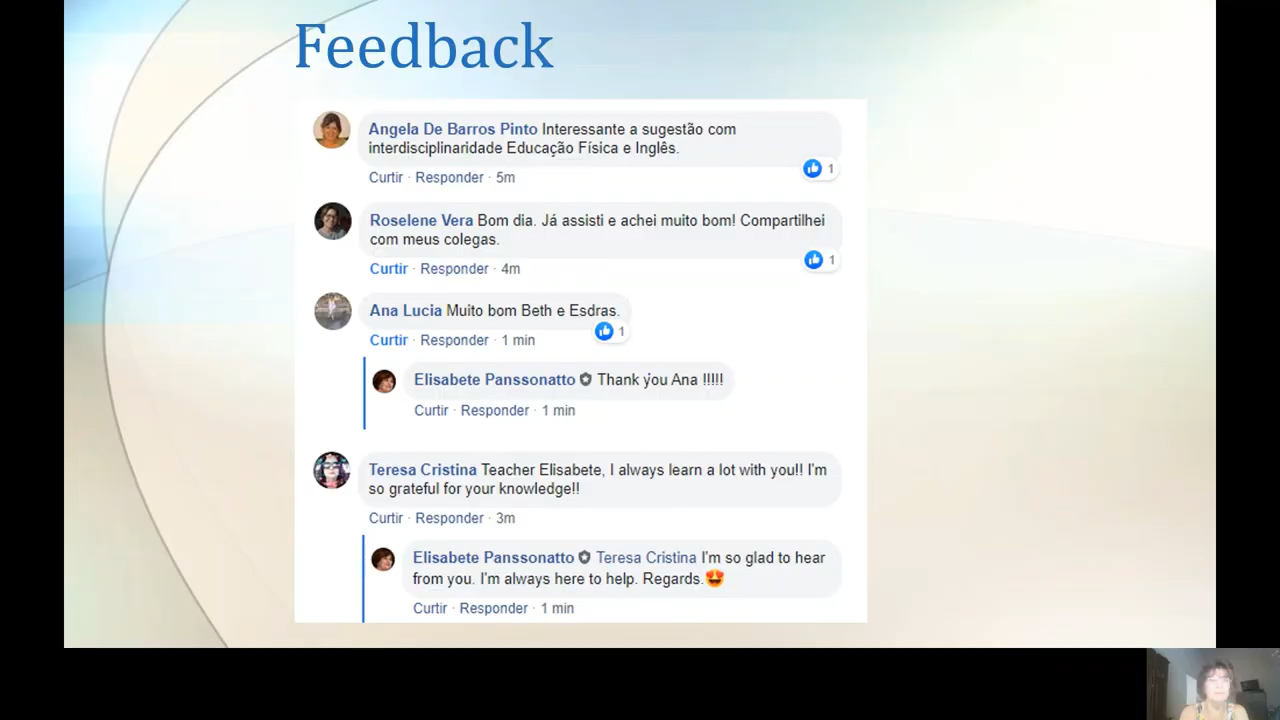 Feedback
Angela De Barros Pinto Interessante a sugestão com
interdisciplinaridade Educação Física e Inglês.
1
Curtir · Responder · 5m
Roselene Vera Bom dia. Já assisti e achei muito bom! Compartilhei
com meus colegas.
1
Curtir · Responder · 4m
Ana Lucia Muito bom Beth e Esdras.
1
Curtir · Responder · 1 min
Elisabete Panssonatto Thank you Ana !!!!!
Curtir · Responder · 1 min
Teresa Cristina Teacher Elisabete, I always learn a lot with you!! I'm
so grateful for your knowledge!!
Curtir · Responder · 3m
Elisabete Panssonatto Teresa Cristina I'm so glad to hear
from you. I'm always here to help. Regards.😍
Curtir · Responder · 1 min